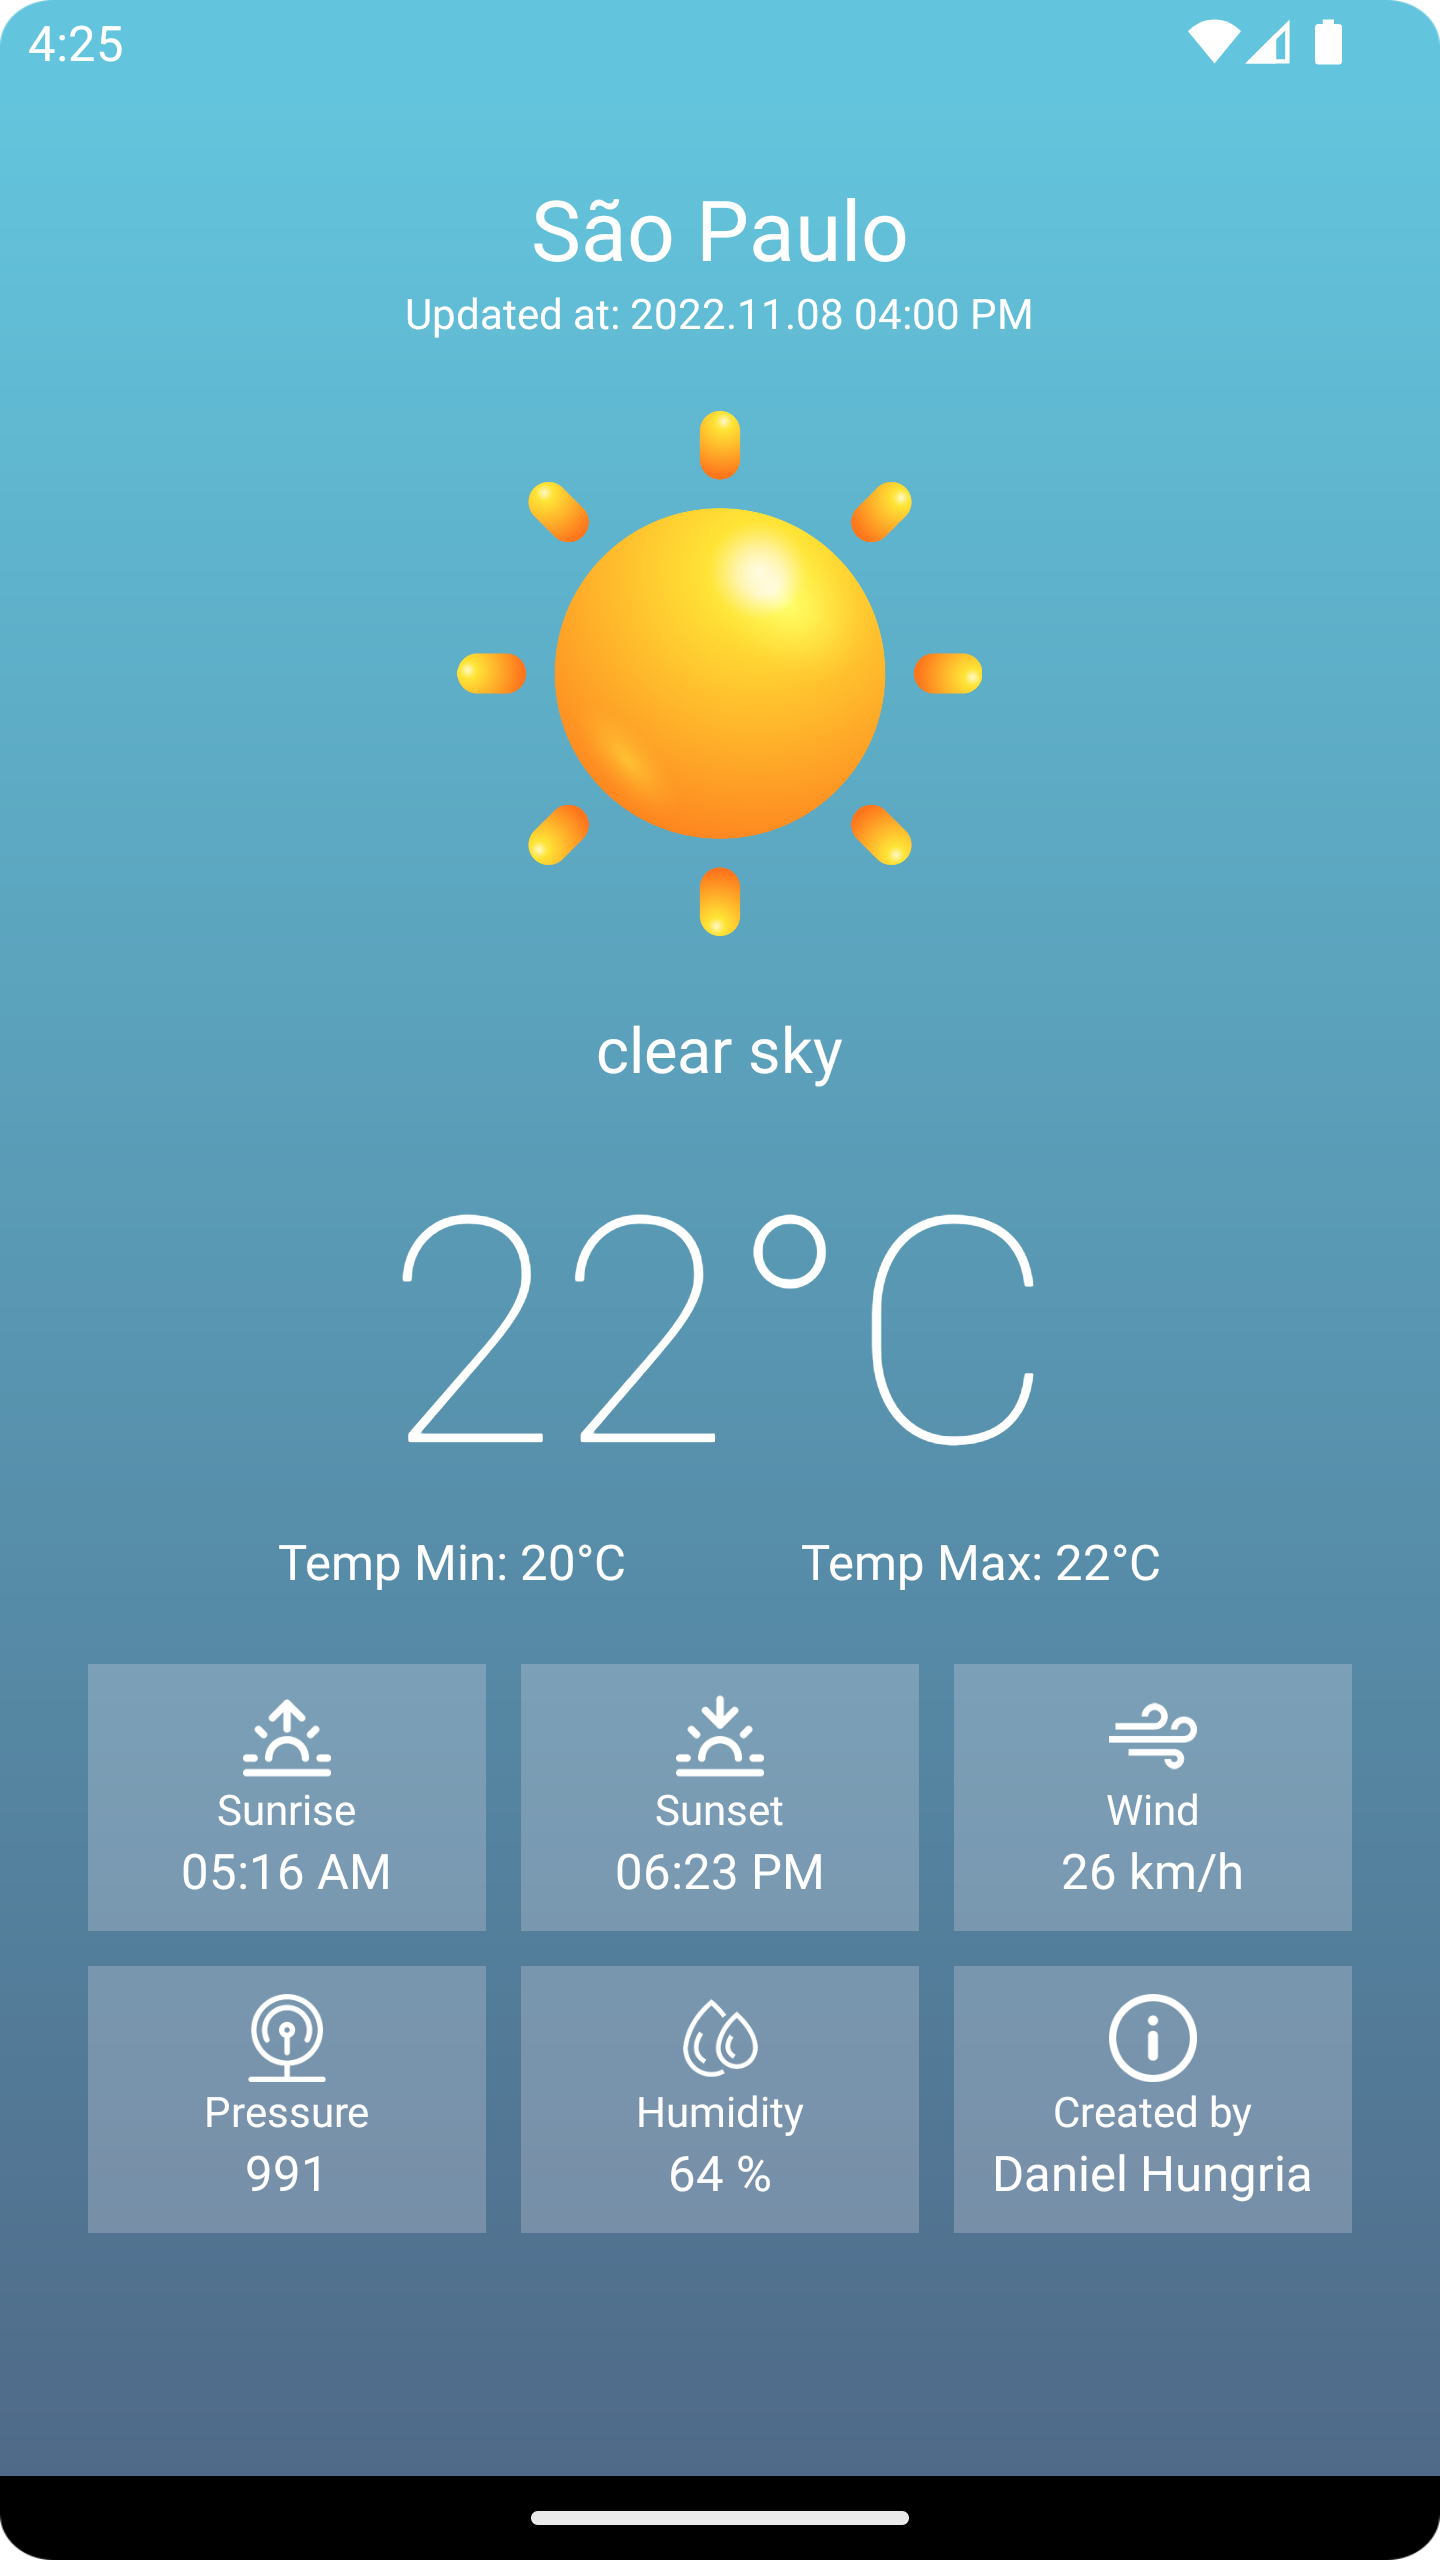 4:25
São Paulo
Updated at: 2022.11.08 04:00 PM
clear sky
22°C
Temp Min: 20°C
Temp Max: 22°C
Sunrise
05:16 AM
Sunset
06:23 PM
Wind
26 km/h
Pressure
991
Humidity
64 %
Created by
Daniel Hungria